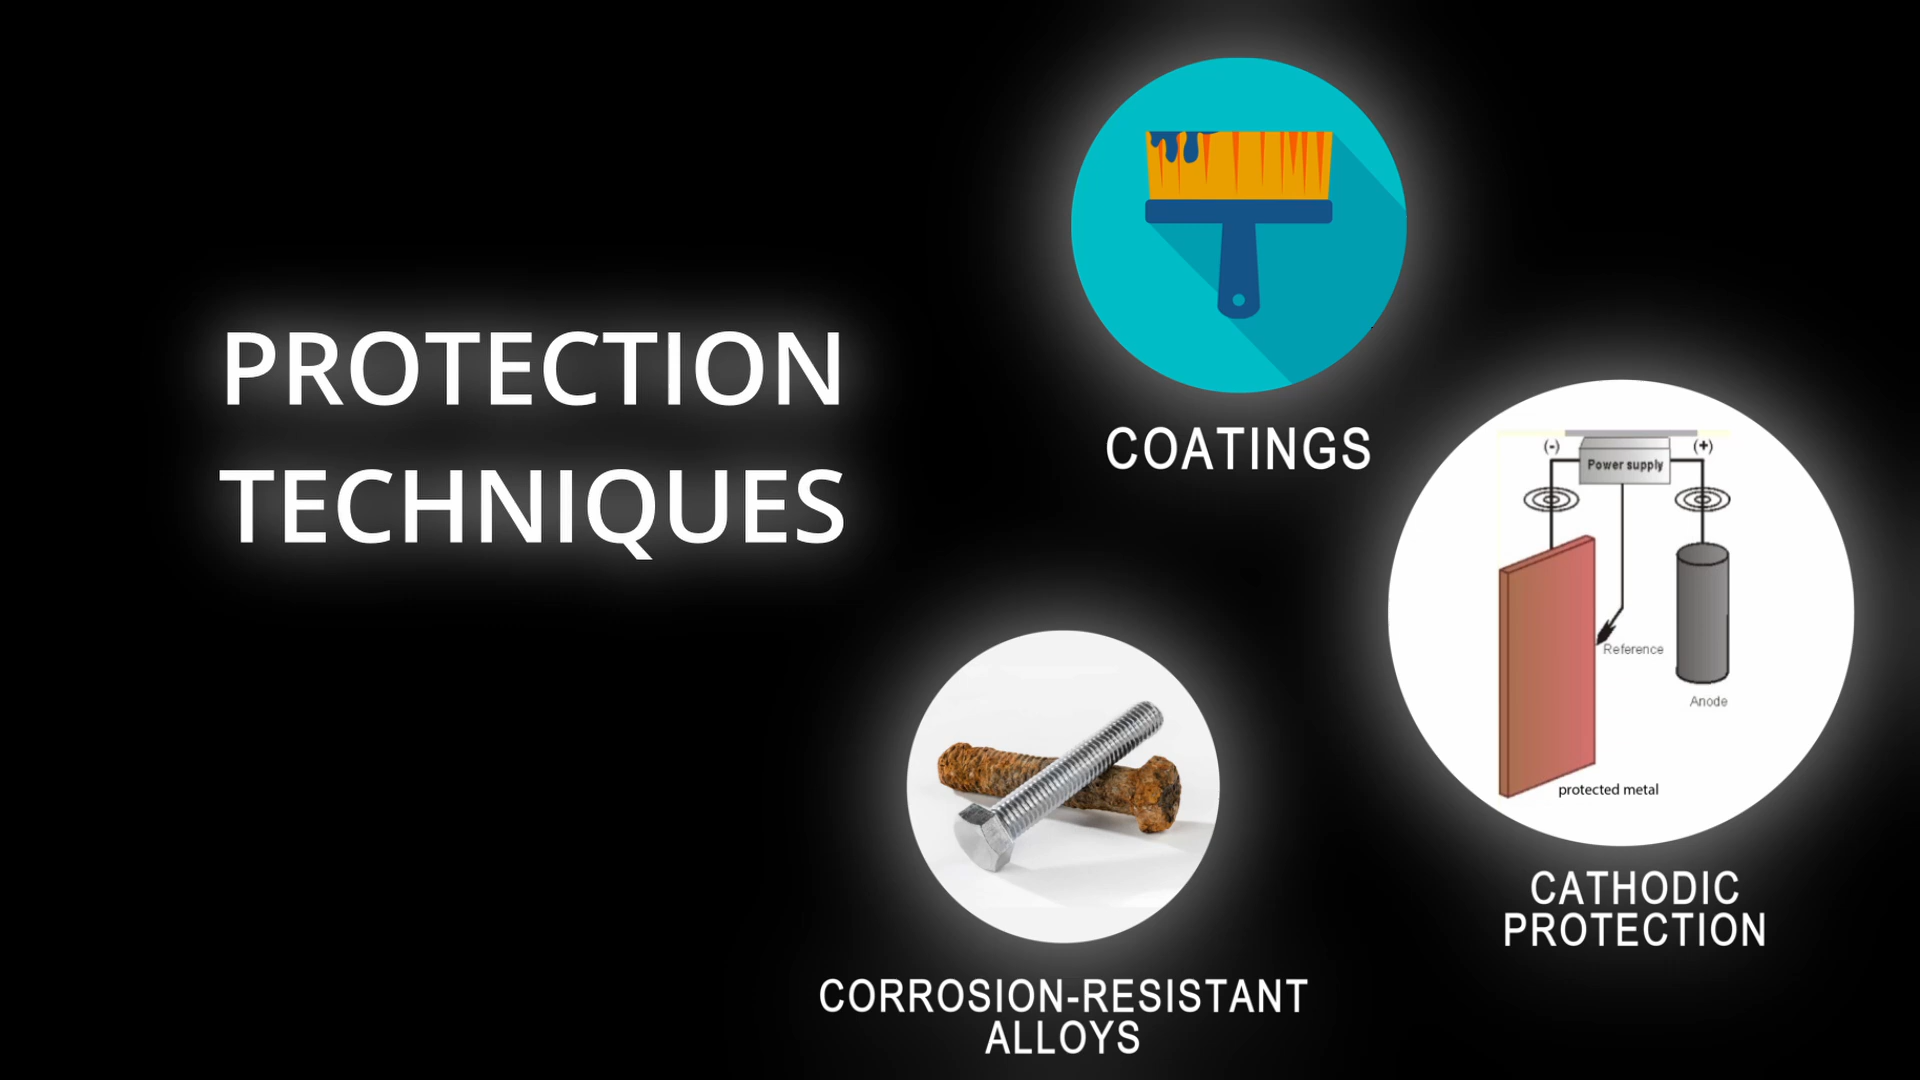 PROTECTION
TECHNIQUES
COATINGS
(-)
(+)
Power supply
Reference
Anode
protected metal
CATHODIC
PROTECTION
CORROSION-RESISTANT
ALLOYS